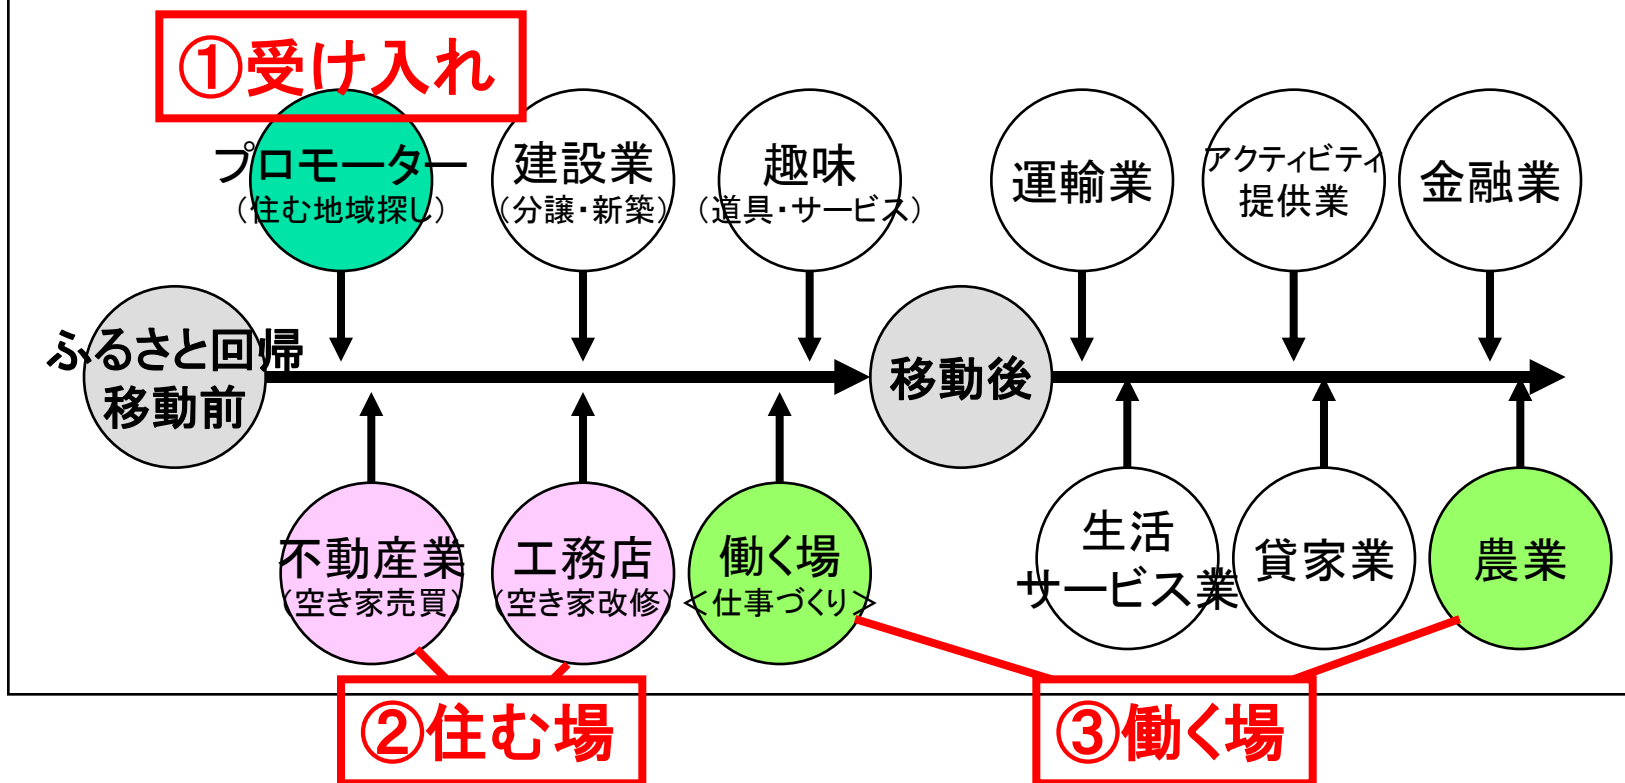 ①受け入れ
プロモーター
（住む地域探し）
建設業
（分譲・新築）
趣味
（道具・サービス）
運輸業
アクティビティ
提供業
金融業
ふるさと回帰
移動前
移動後
不動産業
（空き家売買）
工務店
（空き家改修）
働く場
＜仕事づくり＞
生活
サービス業
貸家業
農業
②住む場
③働く場